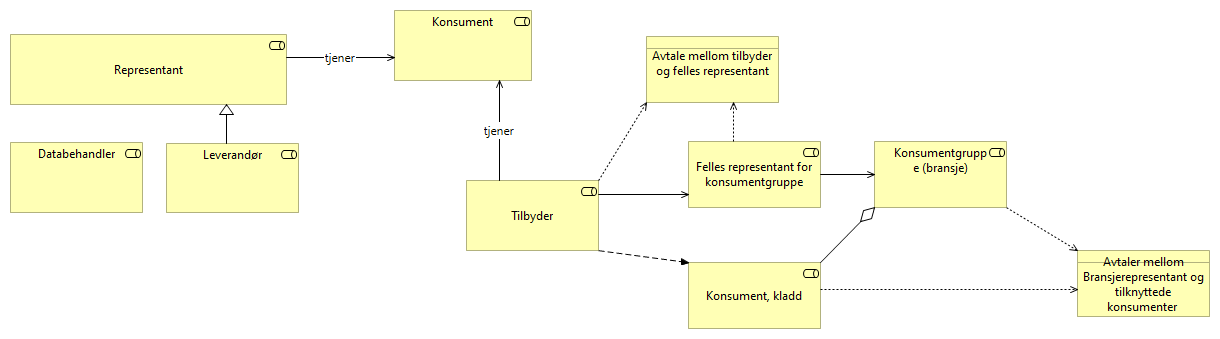 Konsument
Representant
tjener
Avtale mellom tilbyder
og felles representant
tjener
Databehandler
Leverandør
Felles representant for
konsumentgruppe
Konsumentgrupp
e (bransje)
Tilbyder
Konsument, kladd
Avtaler mellom
Bransjerepresentant og
tilknyttede
konsumenter